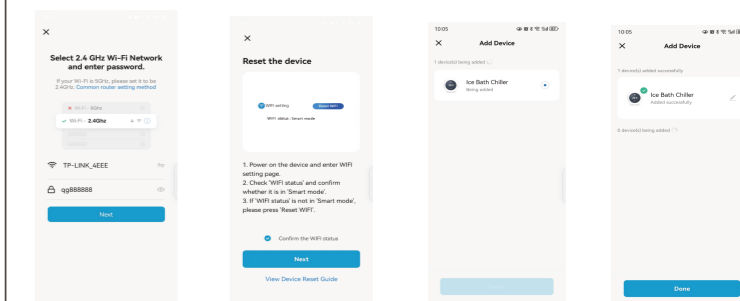 Select 2.4 GHz Wi-Fi Network
and enter password.
If your Wi-Fi is 5GHz, please set it to be
2.4GHz. Common router setting method
Wi-Fi - 5Ghz
Wi-Fi - 2.4Ghz
TP-LINK_4EEE
qg888888
Next
Reset the device
WIFI setting
Reset WIFI
WIFI status : Smart mode
1. Power on the device and enter WIFI
setting page.
2. Check 'WIFI status' and confirm
whether it is in 'Smart mode'.
3. If 'WIFI status' is not in 'Smart mode',
please press 'Reset WIFI'.
Confirm the WIFI status
Next
View Device Reset Guide
10:05
Add Device
1 device(s) being added
Ice Bath Chiller
Being added
10:05
Add Device
1 device(s) added successfully
Ice Bath Chiller
Added successfully
0 device(s) being added
Done